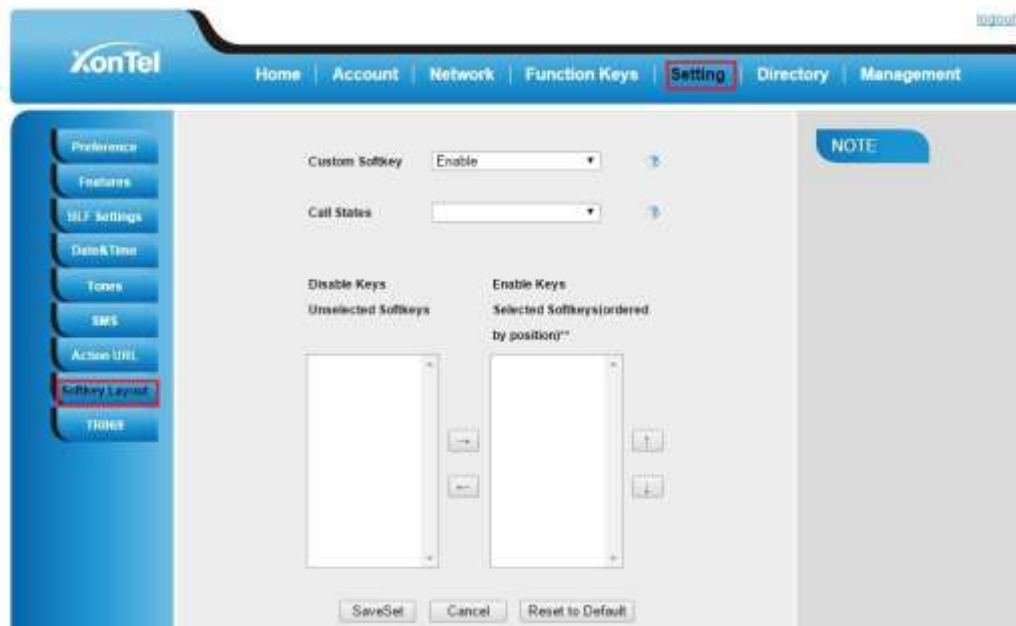 logout
XonTel
Home | Account | Network | Function Keys | Setting | Directory | Management
Preference
Features
BLF Settings
Date&Time
Tones
SMS
Action URL
Softkey Layout
TR069
Custom Softkey Enable
Call States
Disable Keys Enable Keys
Unselected Softkeys Selected Softkeys(ordered
by position)**
→
←
↑
↓
SaveSet Cancel Reset to Default
NOTE